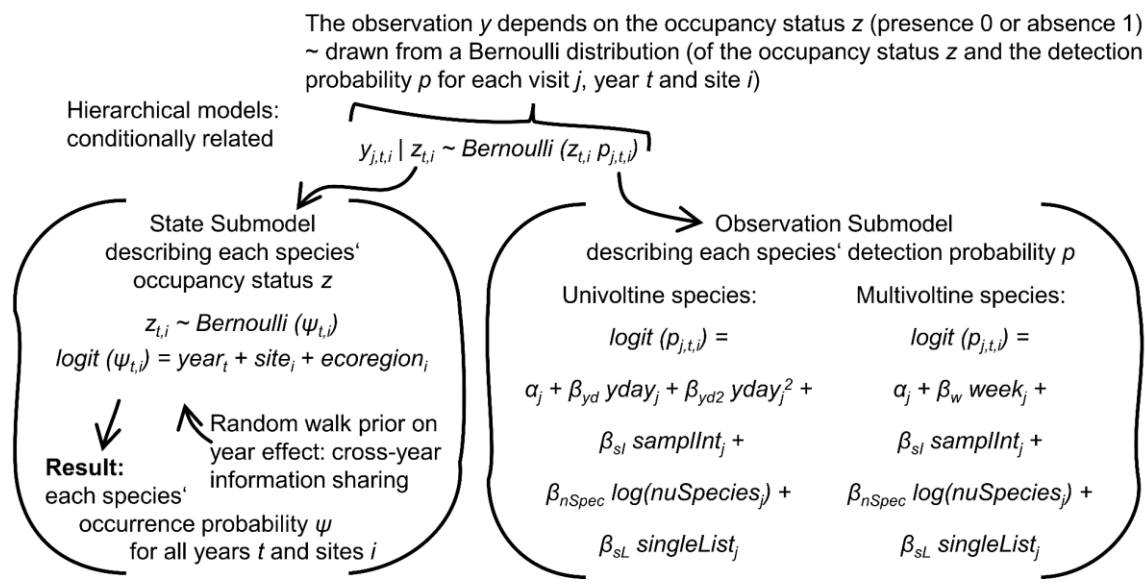 The observation y depends on the occupancy status z (presence 0 or absence 1)
~ drawn from a Bernoulli distribution (of the occupancy status z and the detection
probability p for each visit j, year t and site i)
Hierarchical models:
conditionally related
y_{j,t,i} | z_{t,i} ~ Bernoulli (z_{t,i} p_{j,t,i})
State Submodel
describing each species‘
occupancy status z
z_{t,i} ~ Bernoulli (ψ_{t,i})
logit (ψ_{t,i}) = year_t + site_i + ecoregion_i
Random walk prior on
year effect: cross-year
information sharing
Result:
each species‘
occurrence probability ψ
for all years t and sites i
Observation Submodel
describing each species‘ detection probability p
Univoltine species:
logit (p_{j,t,i}) =
α_j + β_{yd} yday_j + β_{yd2} yday_j² +
β_{sI} samplInt_j +
β_{nSpec} log(nuSpecies_j) +
β_{sL} singleList_j
Multivoltine species:
logit (p_{j,t,i}) =
α_j + β_w week_j +
β_{sI} samplInt_j +
β_{nSpec} log(nuSpecies_j) +
β_{sL} singleList_j